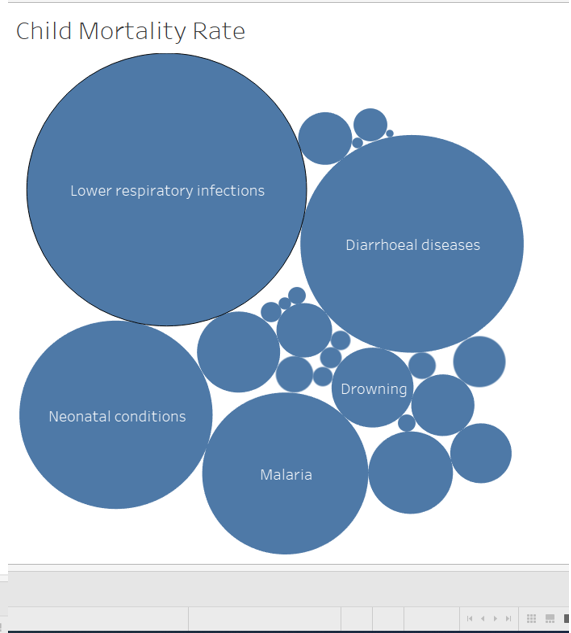 Child Mortality Rate
Lower respiratory infections
Diarrhoeal diseases
Neonatal conditions
Drowning
Malaria